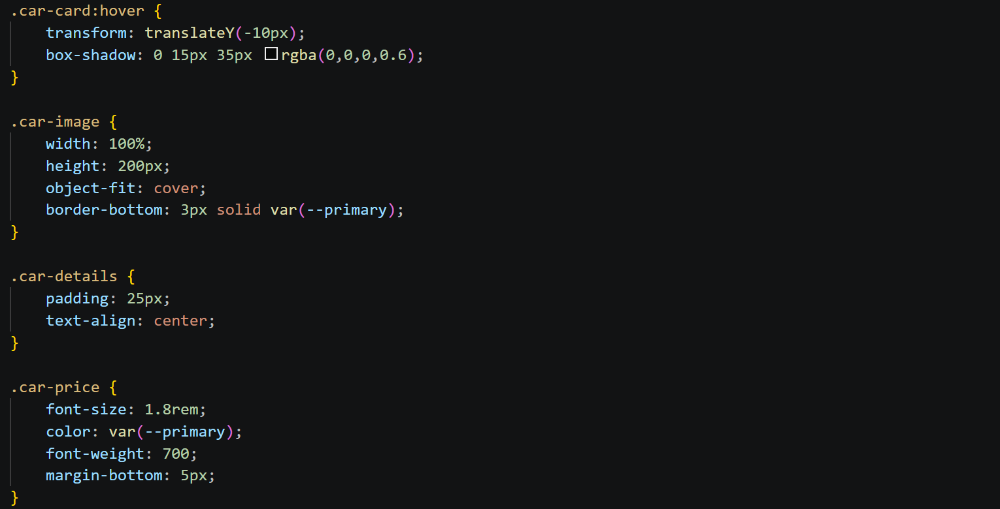 .car-card:hover {
    transform: translateY(-10px);
    box-shadow: 0 15px 35px rgba(0,0,0,0.6);
}

.car-image {
    width: 100%;
    height: 200px;
    object-fit: cover;
    border-bottom: 3px solid var(--primary);
}

.car-details {
    padding: 25px;
    text-align: center;
}

.car-price {
    font-size: 1.8rem;
    color: var(--primary);
    font-weight: 700;
    margin-bottom: 5px;
}